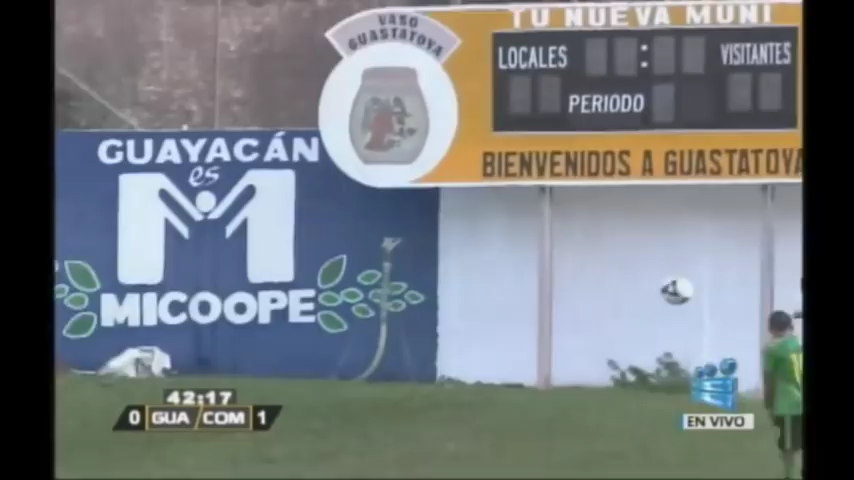 TU NUEVA MUNI
VASO
GUASTATOYA
LOCALES : VISITANTES
PERIODO
BIENVENIDOS A GUASTATOYA
GUAYACÁN
es
M
MICOOPE
42:17
0 GUA COM 1
EN VIVO